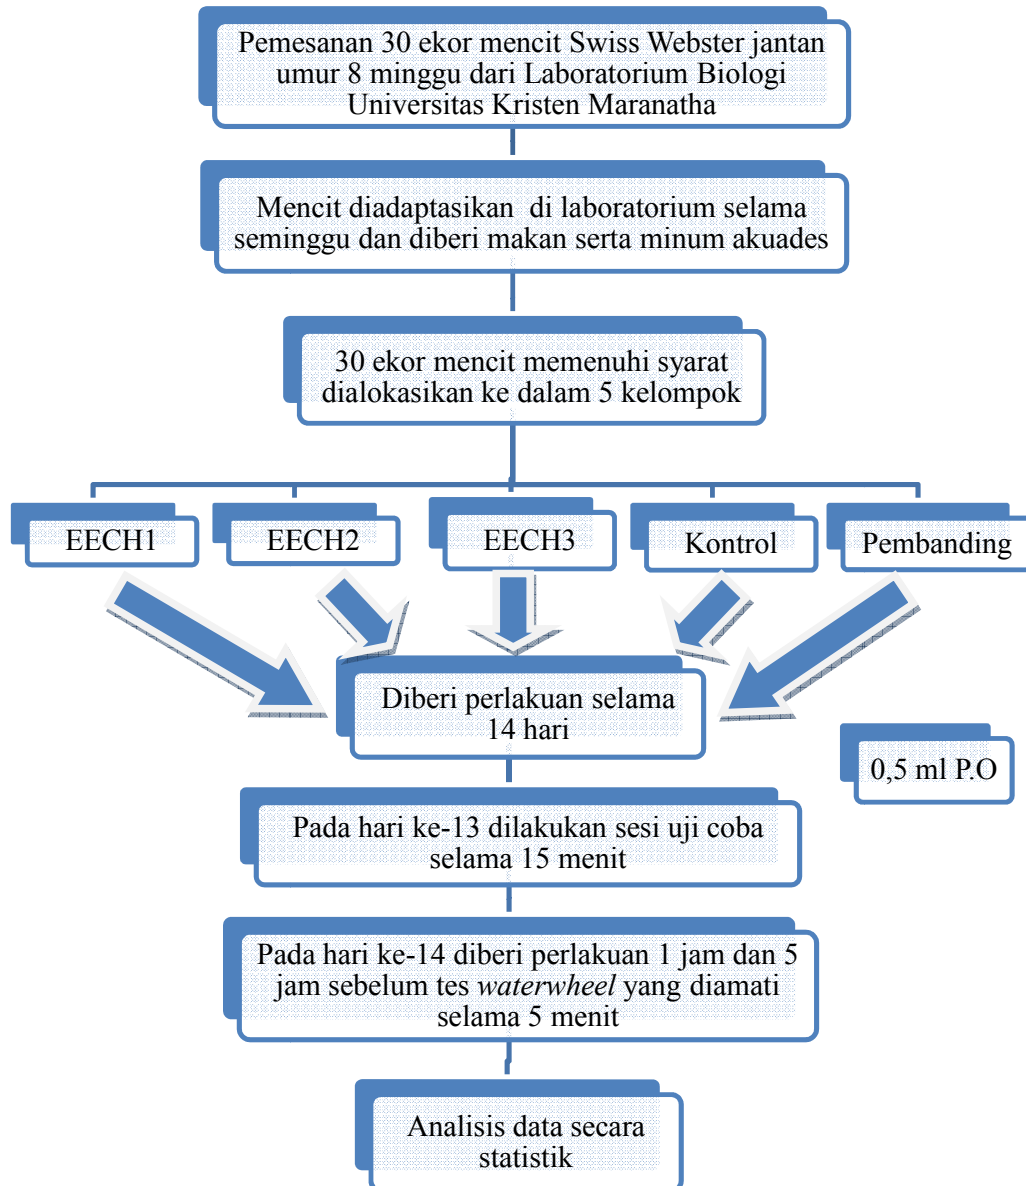 Pemesanan 30 ekor mencit Swiss Webster jantan
umur 8 minggu dari Laboratorium Biologi
Universitas Kristen Maranatha
Mencit diadaptasikan di laboratorium selama
seminggu dan diberi makan serta minum akuades
30 ekor mencit memenuhi syarat
dialokasikan ke dalam 5 kelompok
EECH1
EECH2
EECH3
Kontrol
Pembanding
Diberi perlakuan selama
14 hari
0,5 ml P.O
Pada hari ke-13 dilakukan sesi uji coba
selama 15 menit
Pada hari ke-14 diberi perlakuan 1 jam dan 5
jam sebelum tes waterwheel yang diamati
selama 5 menit
Analisis data secara
statistik